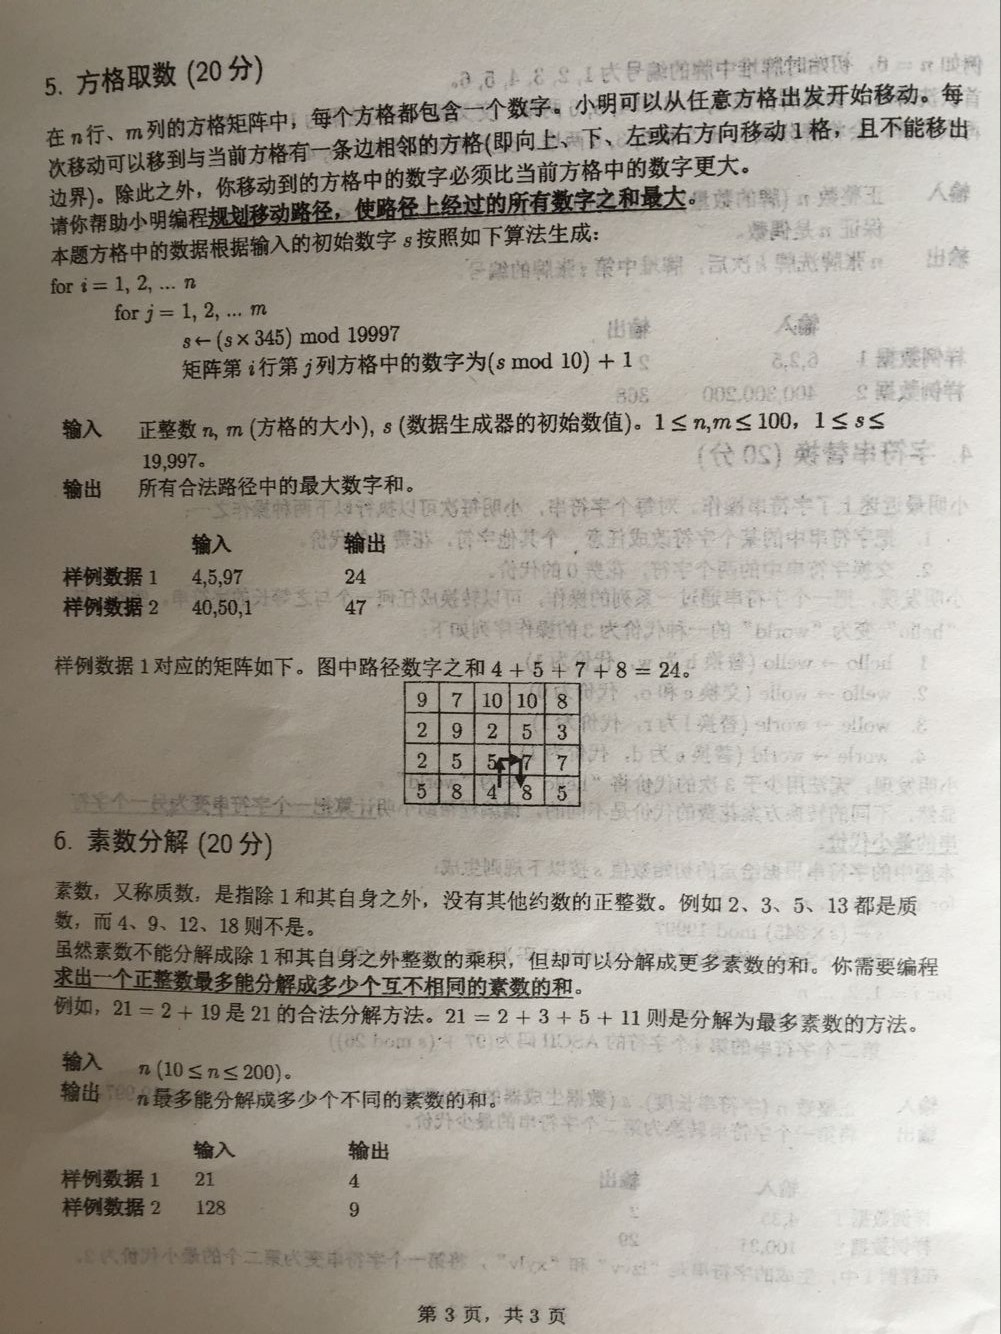 5. 方格取数 (20 分)
在 n 行、m 列的方格矩阵中，每个方格都包含一个数字。小明可以从任意方格出发开始移动。每
次移动可以移到与当前方格有一条边相邻的方格(即向上、下、左或右方向移动 1 格，且不能移出
边界)。除此之外，你移动到的方格中的数字必须比当前方格中的数字更大。
请你帮助小明编程规划移动路径，使路径上经过的所有数字之和最大。
本题方格中的数据根据输入的初始数字 s 按照如下算法生成：
for i = 1, 2, ... n
for j = 1, 2, ... m
s ← (s × 345) mod 19997
矩阵第 i 行第 j 列方格中的数字为(s mod 10) + 1
输入 正整数 n, m (方格的大小), s (数据生成器的初始数值)。1 ≤ n,m ≤ 100，1 ≤ s ≤
19,997。
输出 所有合法路径中的最大数字和。
输入 输出
样例数据 1 4,5,97 24
样例数据 2 40,50,1 47
样例数据 1 对应的矩阵如下。图中路径数字之和 4 + 5 + 7 + 8 = 24。
9 7 10 10 8
2 9 2 5 3
2 5 5 7 7
5 8 4 8 5
6. 素数分解 (20 分)
素数，又称质数，是指除 1 和其自身之外，没有其他约数的正整数。例如 2、3、5、13 都是质
数，而 4、9、12、18 则不是。
虽然素数不能分解成除 1 和其自身之外整数的乘积，但却可以分解成更多素数的和。你需要编程
求出一个正整数最多能分解成多少个互不相同的素数的和。
例如，21 = 2 + 19 是 21 的合法分解方法。21 = 2 + 3 + 5 + 11 则是分解为最多素数的方法。
输入 n (10 ≤ n ≤ 200)。
输出 n 最多能分解成多少个不同的素数的和。
输入 输出
样例数据 1 21 4
样例数据 2 128 9
第 3 页，共 3 页